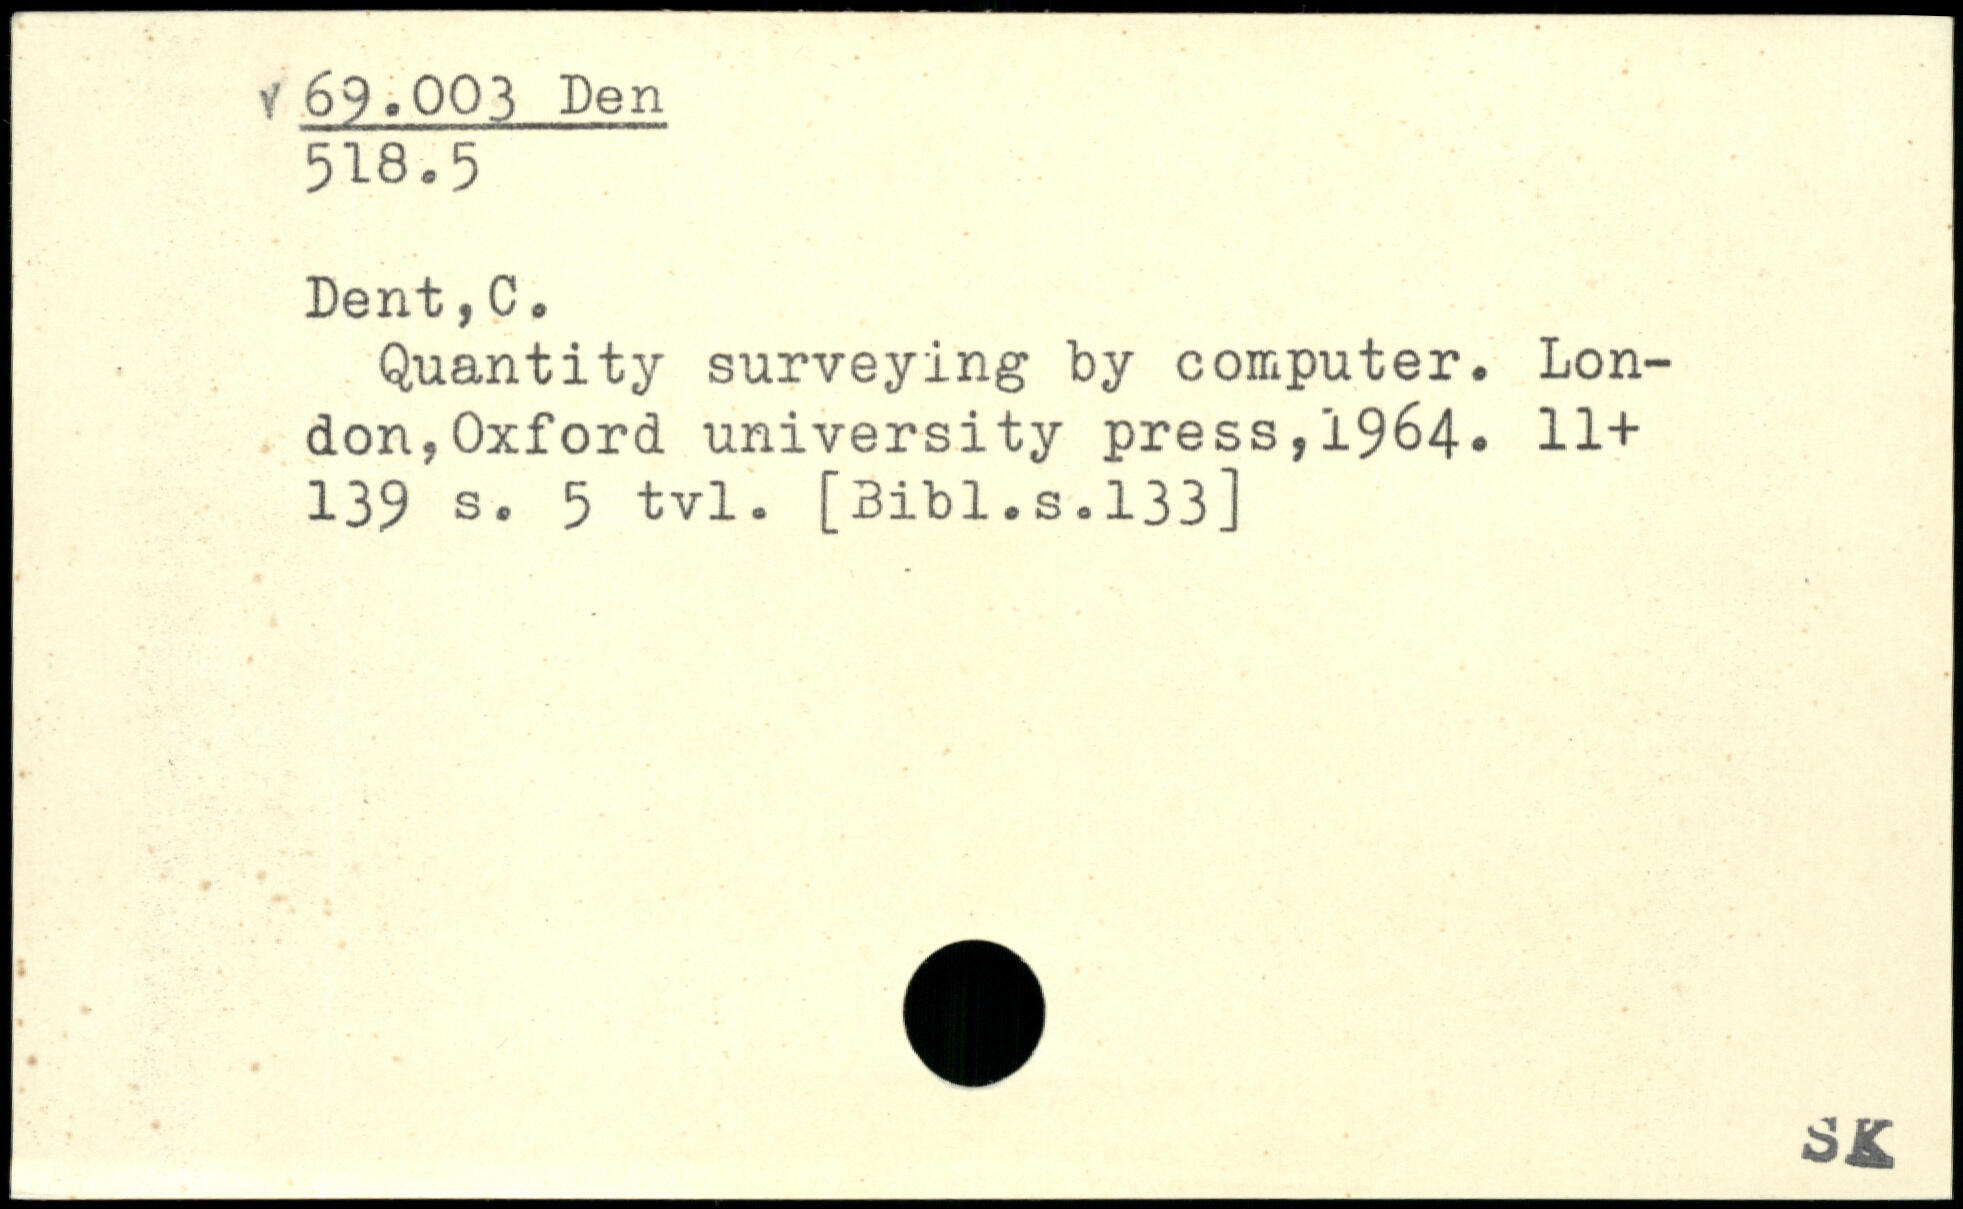 v 69.003 Den
518.5
Dent,C.
Quantity surveying by computer. Lon-
don,Oxford university press,1964. 11+
139 s. 5 tvl. [Bibl.s.133]
SK